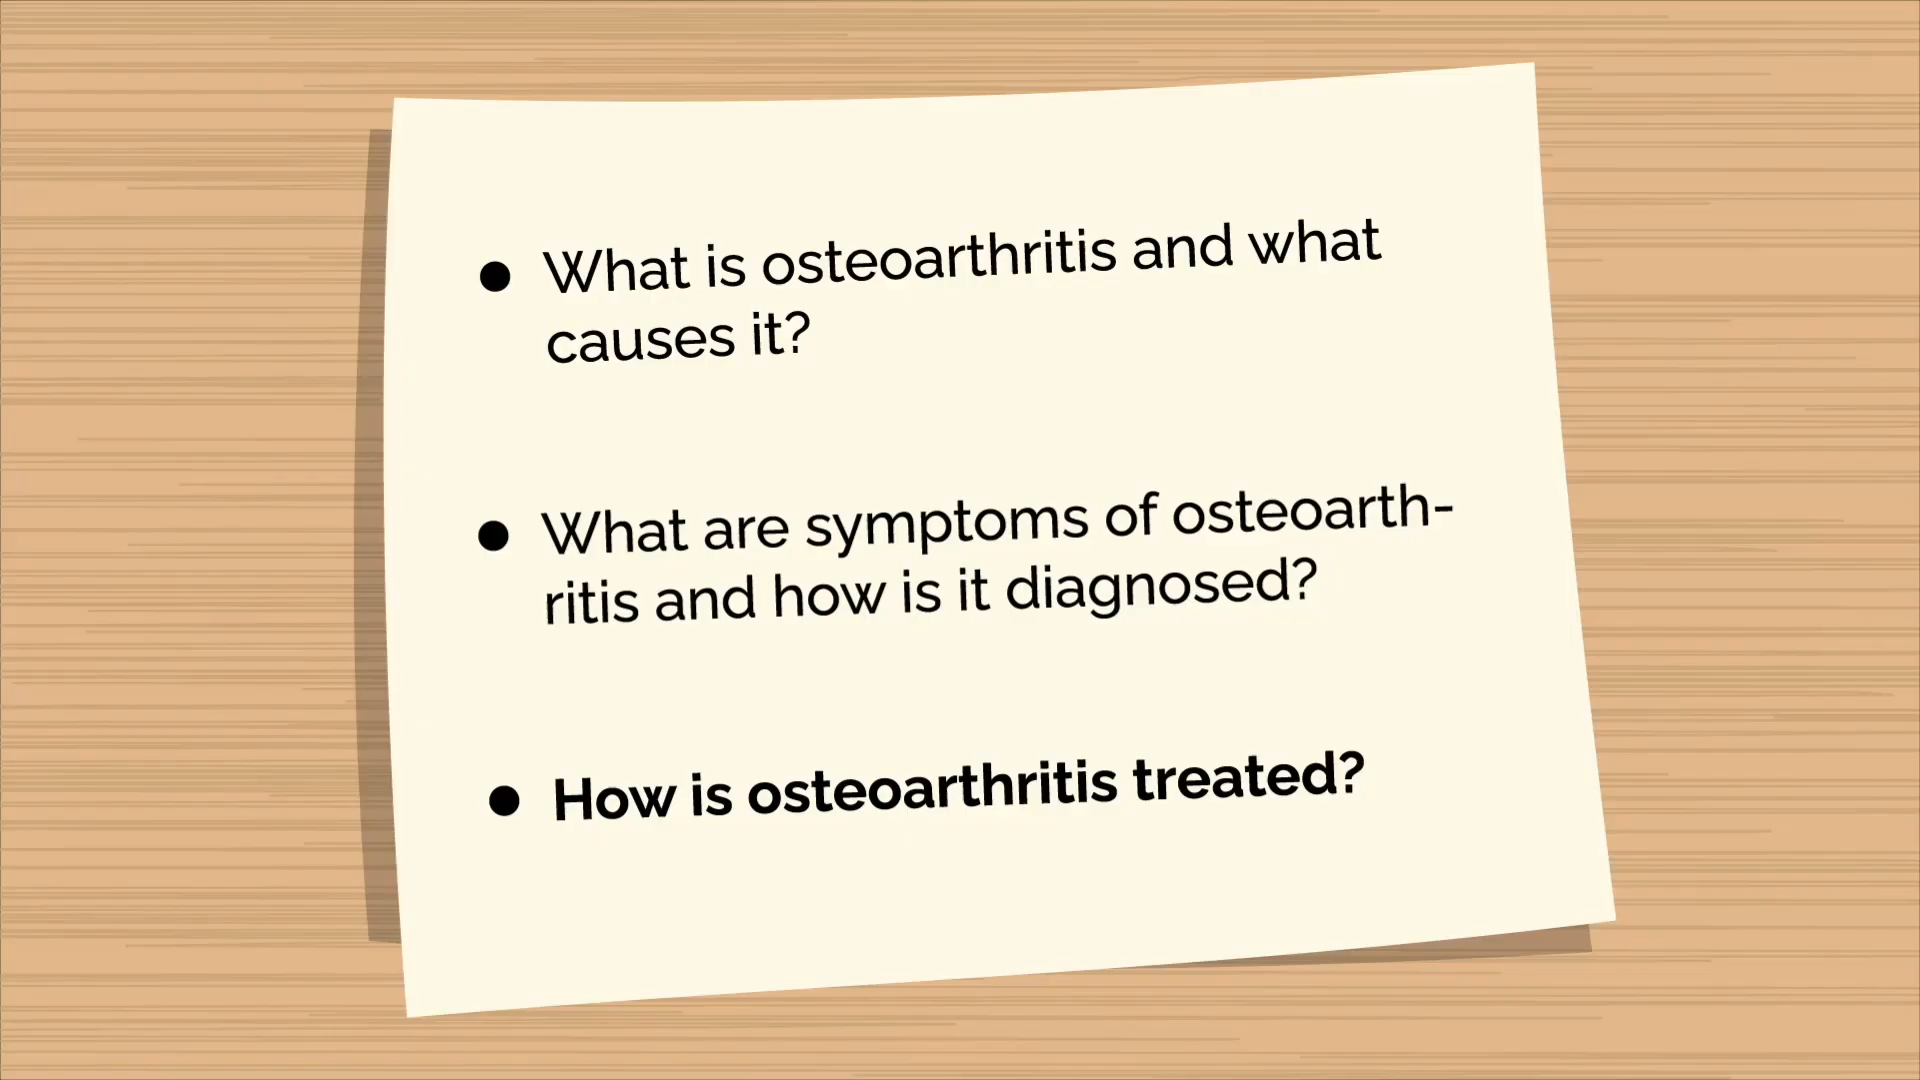 ● What is osteoarthritis and what
causes it?
● What are symptoms of osteoarth-
ritis and how is it diagnosed?
● How is osteoarthritis treated?